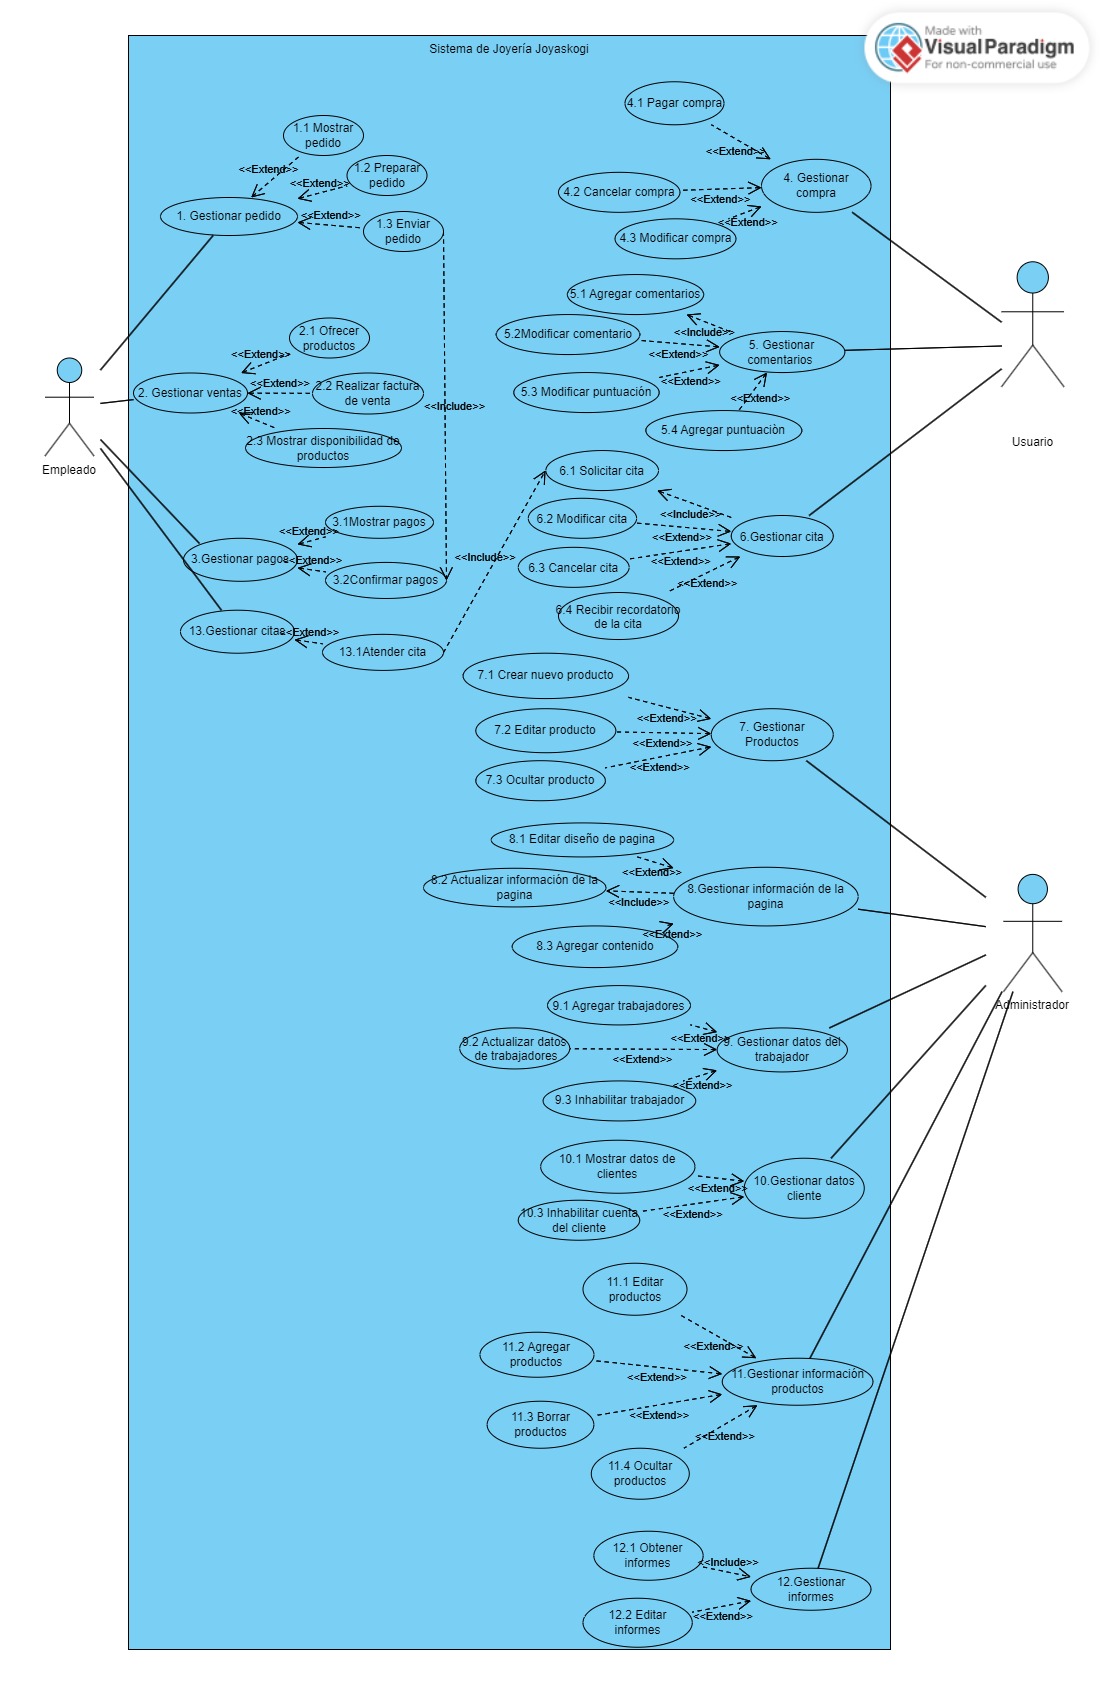 Made with
VisualParadigm
For non-commercial use
Sistema de Joyería Joyaskogi
4.1 Pagar compra
<<Extend>>
4. Gestionar
compra
4.2 Cancelar compra
<<Extend>>
4.3 Modificar compra
<<Extend>>
1.1 Mostrar
pedido
<<Extend>>
1.2 Preparar
pedido
<<Extend>>
1. Gestionar pedido
<<Extend>>
1.3 Enviar
pedido
5.1 Agregar comentarios
<<Include>>
5.2Modificar comentario
<<Extend>>
5. Gestionar
comentarios
5.3 Modificar puntuación
<<Extend>>
<<Extend>>
5.4 Agregar puntuaciòn
Usuario
2.1 Ofrecer
productos
<<Extend>>
2. Gestionar ventas
<<Extend>>
2.2 Realizar factura
de venta
<<Extend>>
2.3 Mostrar disponibilidad de
productos
<<Include>>
Empleado
6.1 Solicitar cita
<<Include>>
6.2 Modificar cita
<<Extend>>
6.Gestionar cita
6.3 Cancelar cita
<<Extend>>
<<Extend>>
6.4 Recibir recordatorio
de la cita
3.1Mostrar pagos
<<Extend>>
3.Gestionar pagos
<<Extend>>
3.2Confirmar pagos
<<Include>>
13.Gestionar citas
<<Extend>>
13.1Atender cita
7.1 Crear nuevo producto
<<Extend>>
7.2 Editar producto
<<Extend>>
7. Gestionar
Productos
<<Extend>>
7.3 Ocultar producto
8.1 Editar diseño de pagina
<<Extend>>
8.2 Actualizar información de la
pagina
<<Include>>
8.Gestionar información de la
pagina
<<Extend>>
8.3 Agregar contenido
Administrador
9.1 Agregar trabajadores
<<Extend>>
9.2 Actualizar datos
de trabajadores
<<Extend>>
9. Gestionar datos del
trabajador
<<Extend>>
9.3 Inhabilitar trabajador
10.1 Mostrar datos de
clientes
<<Extend>>
10.Gestionar datos
cliente
10.3 Inhabilitar cuenta
del cliente
<<Extend>>
11.1 Editar
productos
<<Extend>>
11.2 Agregar
productos
<<Extend>>
11.Gestionar información
productos
11.3 Borrar
productos
<<Extend>>
<<Extend>>
11.4 Ocultar
productos
12.1 Obtener
informes
<<Include>>
12.Gestionar
informes
12.2 Editar
informes
<<Extend>>